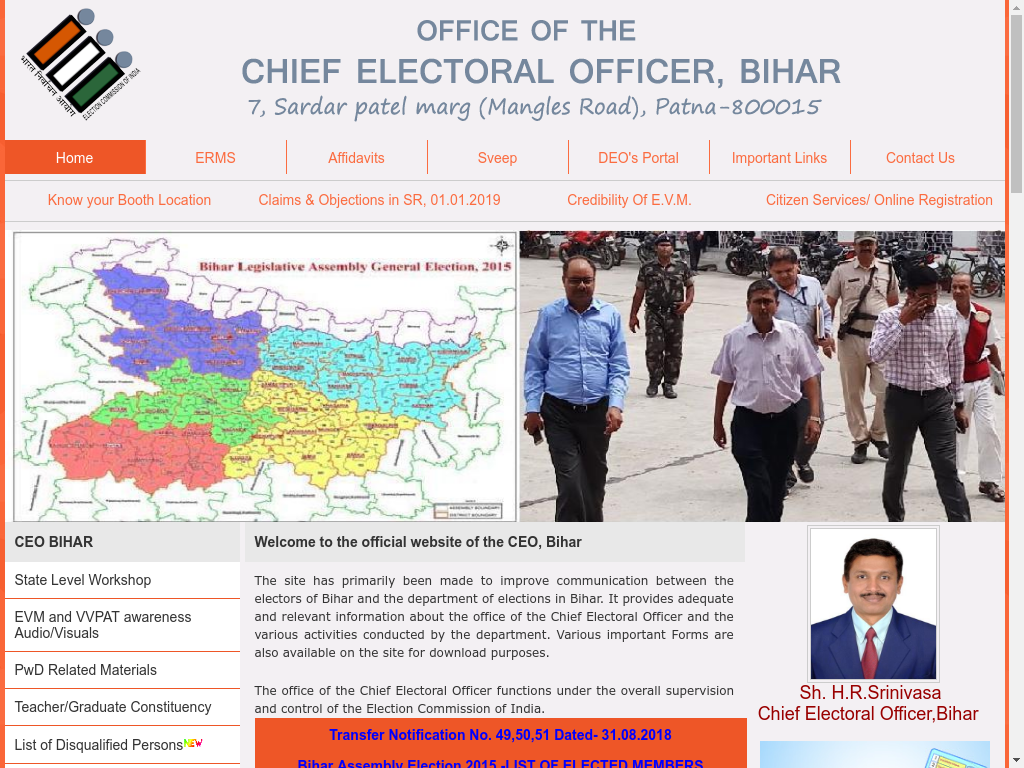 OFFICE OF THE
CHIEF ELECTORAL OFFICER, BIHAR
7, Sardar patel marg (Mangles Road), Patna-800015
भारत निर्वाचन आयोग
ELECTION COMMISSION OF INDIA
Home ERMS Affidavits Sveep DEO's Portal Important Links Contact Us
Know your Booth Location Claims & Objections in SR, 01.01.2019 Credibility Of E.V.M. Citizen Services/ Online Registration
Bihar Legislative Assembly General Election, 2015
ASSEMBLY BOUNDARY
DISTRICT BOUNDARY
CEO BIHAR
State Level Workshop
EVM and VVPAT awareness
Audio/Visuals
PwD Related Materials
Teacher/Graduate Constituency
List of Disqualified Persons NEW
Welcome to the official website of the CEO, Bihar
The site has primarily been made to improve communication between the
electors of Bihar and the department of elections in Bihar. It provides adequate
and relevant information about the office of the Chief Electoral Officer and the
various activities conducted by the department. Various important Forms are
also available on the site for download purposes.
The office of the Chief Electoral Officer functions under the overall supervision
and control of the Election Commission of India.
Transfer Notification No. 49,50,51 Dated- 31.08.2018
Bihar Assembly Election 2015 -LIST OF ELECTED MEMBERS
Sh. H.R.Srinivasa
Chief Electoral Officer,Bihar